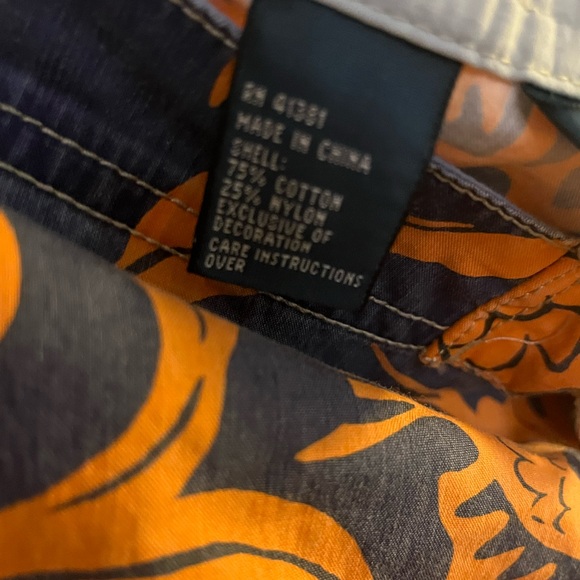 RN 41381
MADE IN CHINA
SHELL:
75% COTTON
25% NYLON
EXCLUSIVE OF
DECORATION
CARE INSTRUCTIONS
OVER